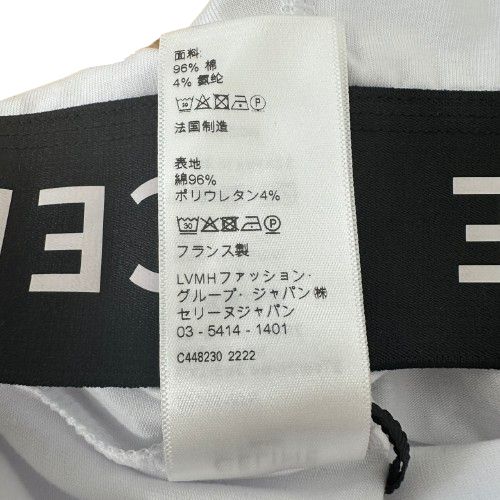 面料:
96% 棉
4% 氨纶
30
P
法国制造
表地
綿96%
ポリウレタン4%
30
P
フランス製
LVMHファッション・
グループ・ジャパン㈱
セリーヌジャパン
03 - 5414 - 1401
C448230 2222
CE
E